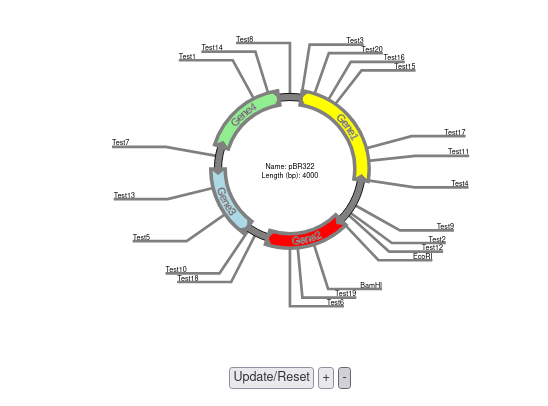 Test8
Test3
Test14
Test20
Test1
Test16
Test15
Gene4
Gene1
Test17
Test7
Test11
Name: pBR322
Length (bp): 4000
Test4
Test13
Gene3
Test9
Test5
Gene2
Test2
Test12
EcoRI
Test10
Test18
BamHI
Test19
Test6
Update/Reset + -